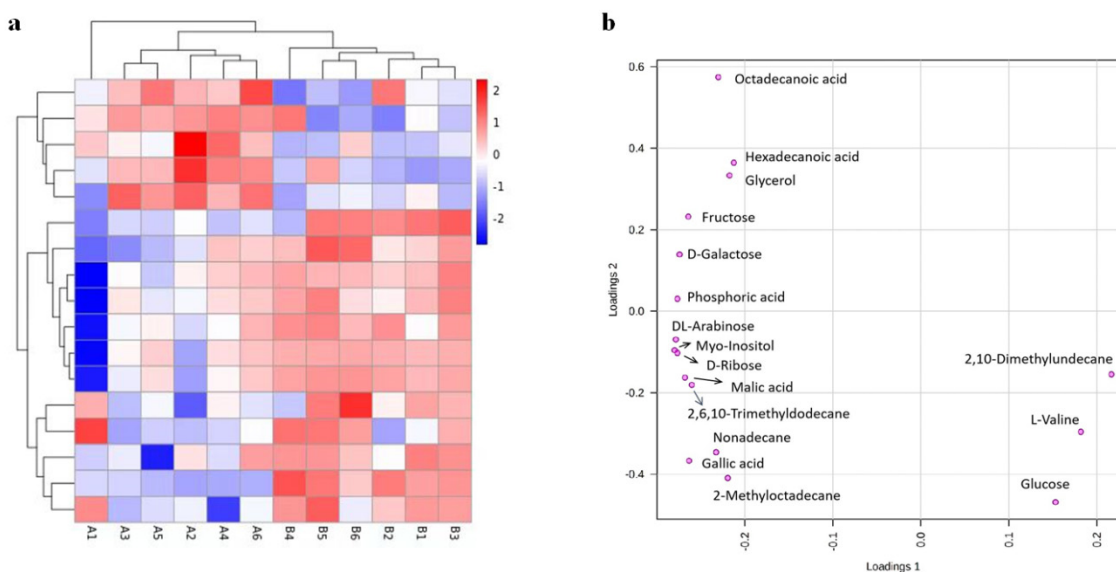 a
2
1
0
-1
-2
A1 A3 A5 A2 A4 A6 B4 B5 B6 B2 B1 B3
b
0.6
0.4
0.2
0.0
-0.2
-0.4
Loadings 2
Octadecanoic acid
Hexadecanoic acid
Glycerol
Fructose
D-Galactose
Phosphoric acid
DL-Arabinose
Myo-Inositol
D-Ribose
Malic acid
2,6,10-Trimethyldodecane
Nonadecane
Gallic acid
2-Methyloctadecane
2,10-Dimethylundecane
L-Valine
Glucose
-0.2 -0.1 0.0 0.1 0.2
Loadings 1